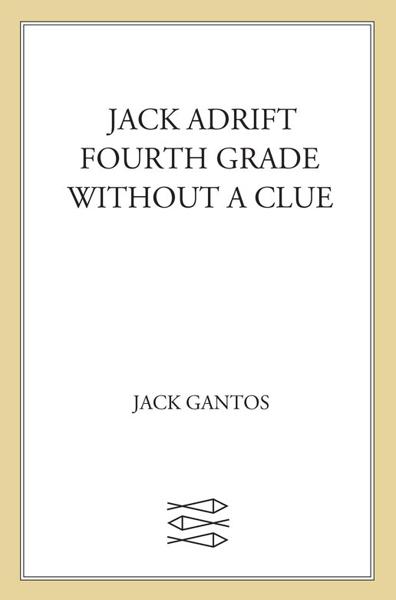 JACK ADRIFT
FOURTH GRADE
WITHOUT A CLUE
JACK GANTOS